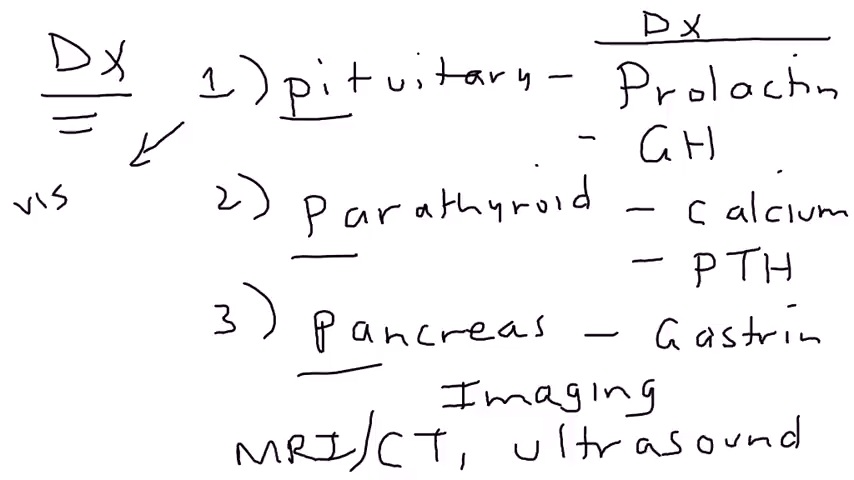 Dx
Dx
1) pituitary - Prolactin
- GH
vis
2) Parathyroid - Calcium
- PTH
3) Pancreas - Gastrin
Imaging
MRI/CT, ultrasound